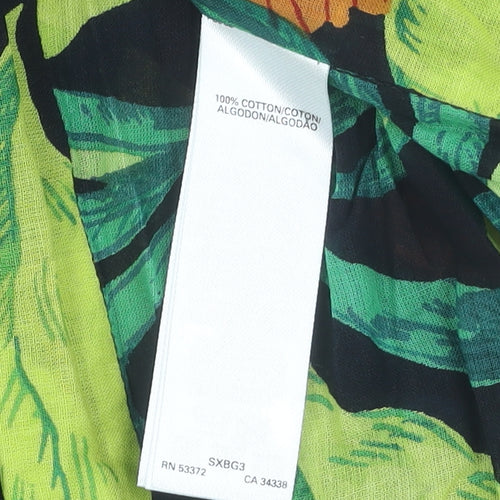 100% COTTON/COTON/
ALGODON/ALGODÃO
SXBG3
RN 53372 CA 34338